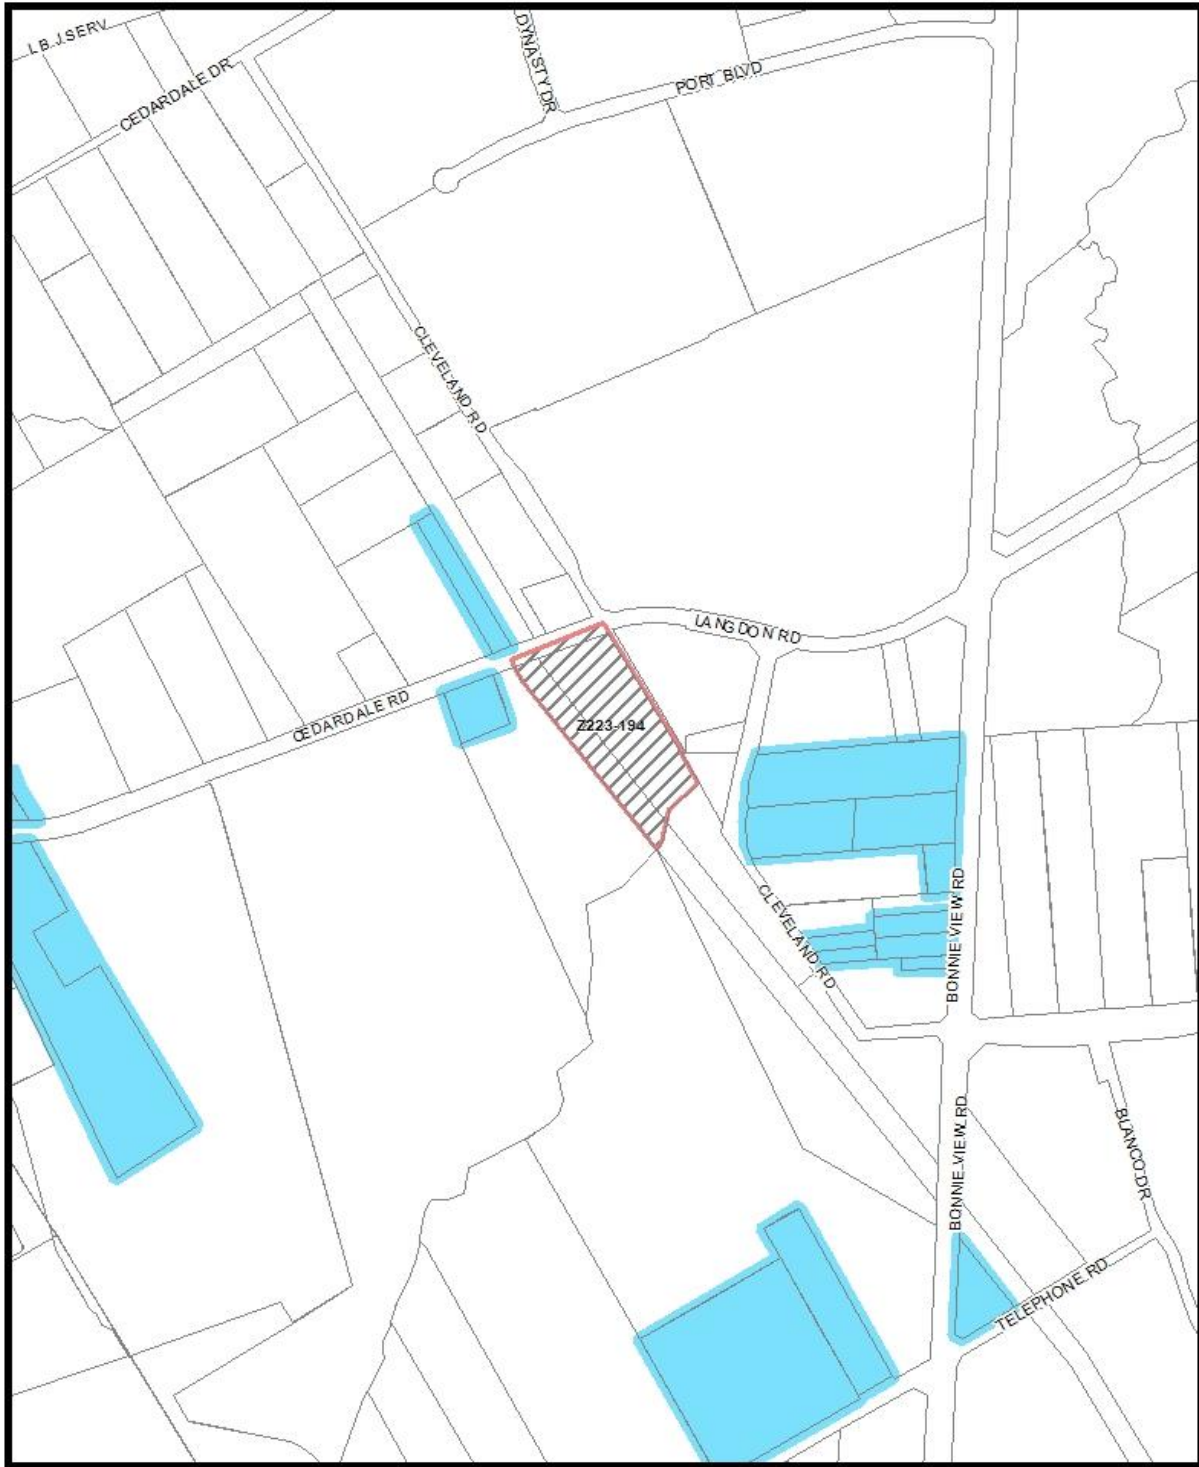 L.B.J.SERV
CEDARDALE DR
DYNASTY DR
PORT BLVD
CLEVELAND RD
LANGDON RD
CEDARDALE RD
Z223-194
CLEVELAND RD
BONNIE VIEW RD
BONNIE VIEW RD
BLANCO DR
TELEPHONE RD